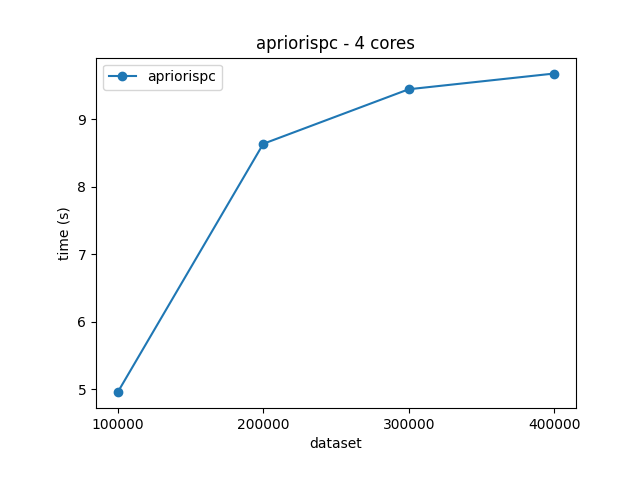 apriorispc - 4 cores
apriorispc
9
8
7
6
5
time (s)
100000
200000
300000
400000
dataset